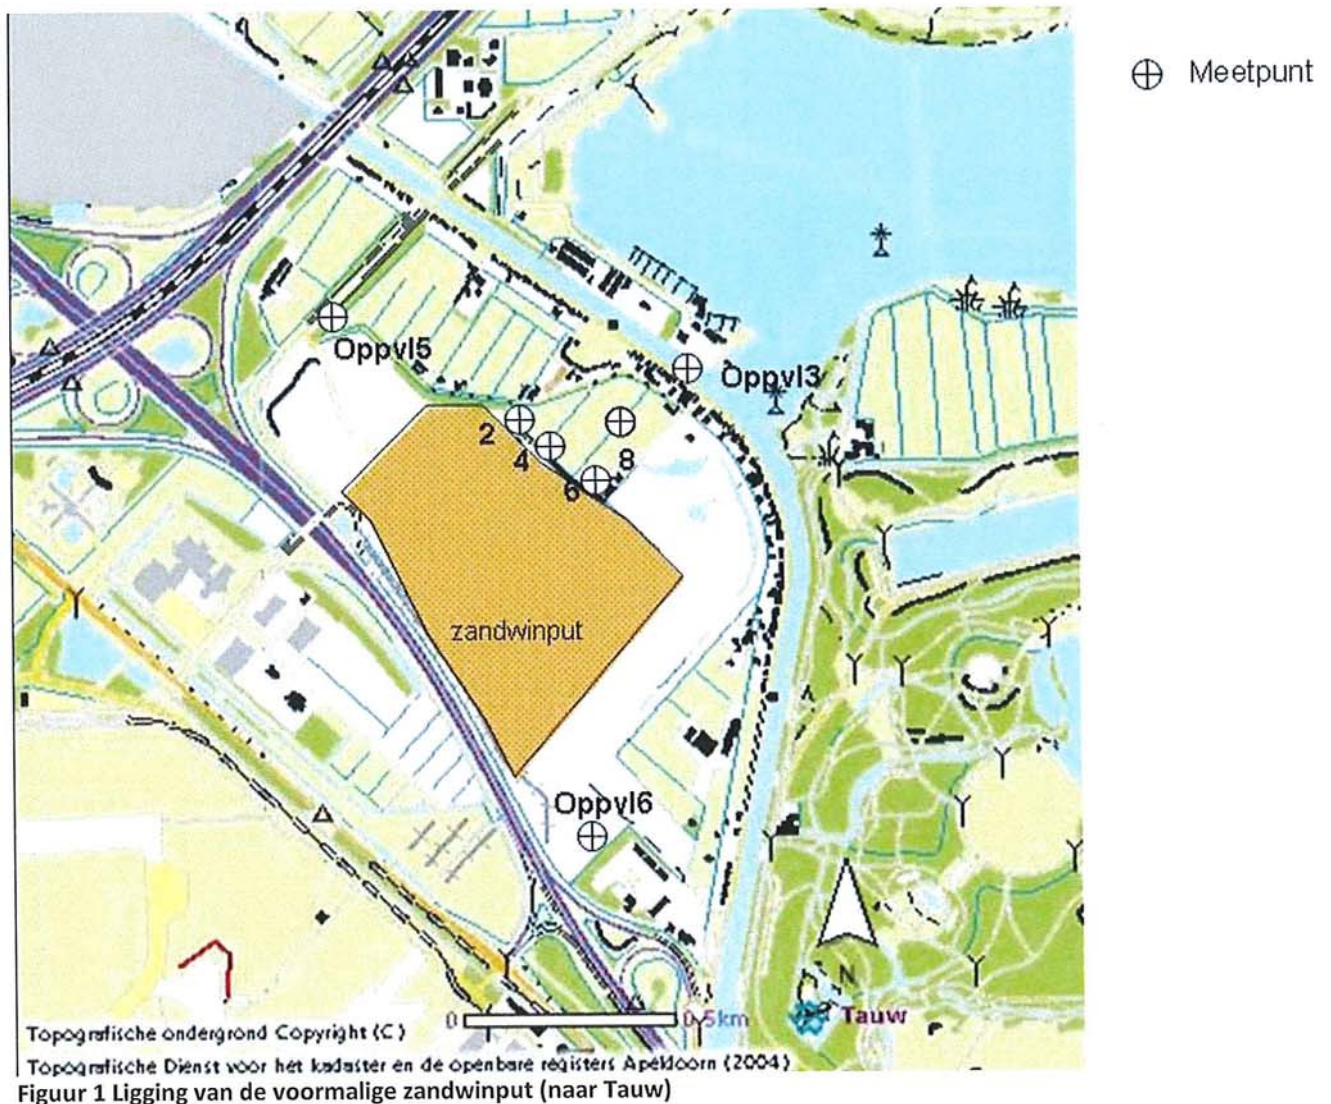 Meetpunt
Oppvl5
Oppvl3
2
4
8
6
zandwinput
Oppvl6
N
0
0,5km
Tauw
Topografische ondergrond Copyright (C)
Topografische Dienst voor het kadaster en de openbare registers Apeldoorn (2004)
Figuur 1 Ligging van de voormalige zandwinput (naar Tauw)